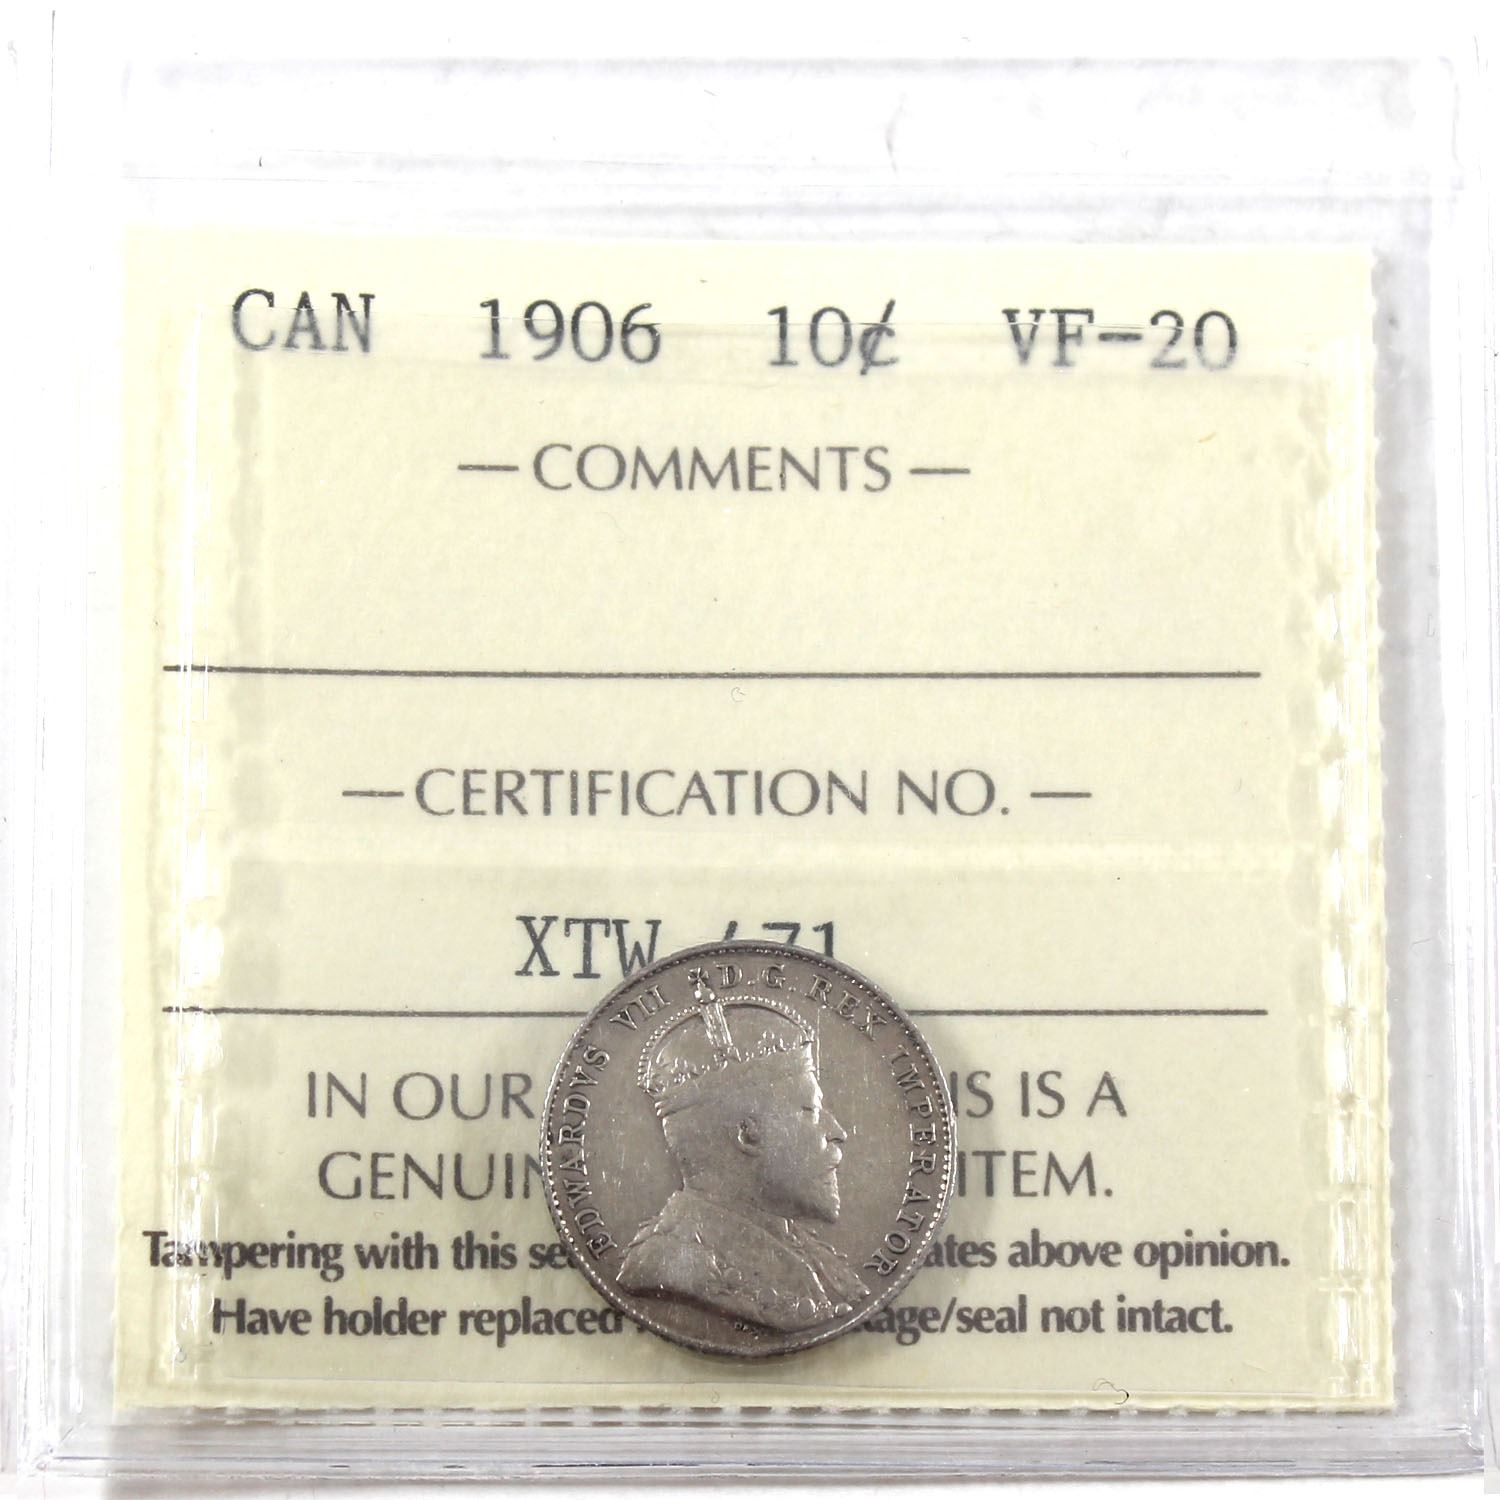 CAN 1906 10¢ VF-20
— COMMENTS —
— CERTIFICATION NO. —
XTW 71
EDWARDVS VII D.G. REX IMPERATOR
IN OUR IS IS A
GENUIN ITEM.
Tampering with this se ates above opinion.
Have holder replaced age/seal not intact.